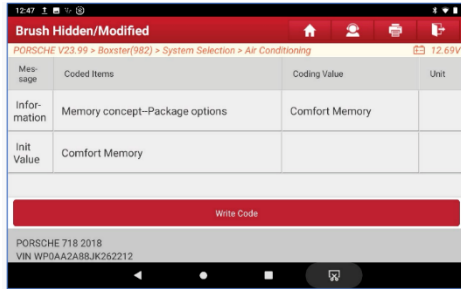 12:47
Brush Hidden/Modified
PORSCHE V23.99 > Boxster(982) > System Selection > Air Conditioning 12.69V
Mes-
sage
Coded Items
Coding Value
Unit
Infor-
mation
Memory concept--Package options
Comfort Memory
Init
Value
Comfort Memory
Write Code
PORSCHE 718 2018
VIN WP0AA2A88JK262212